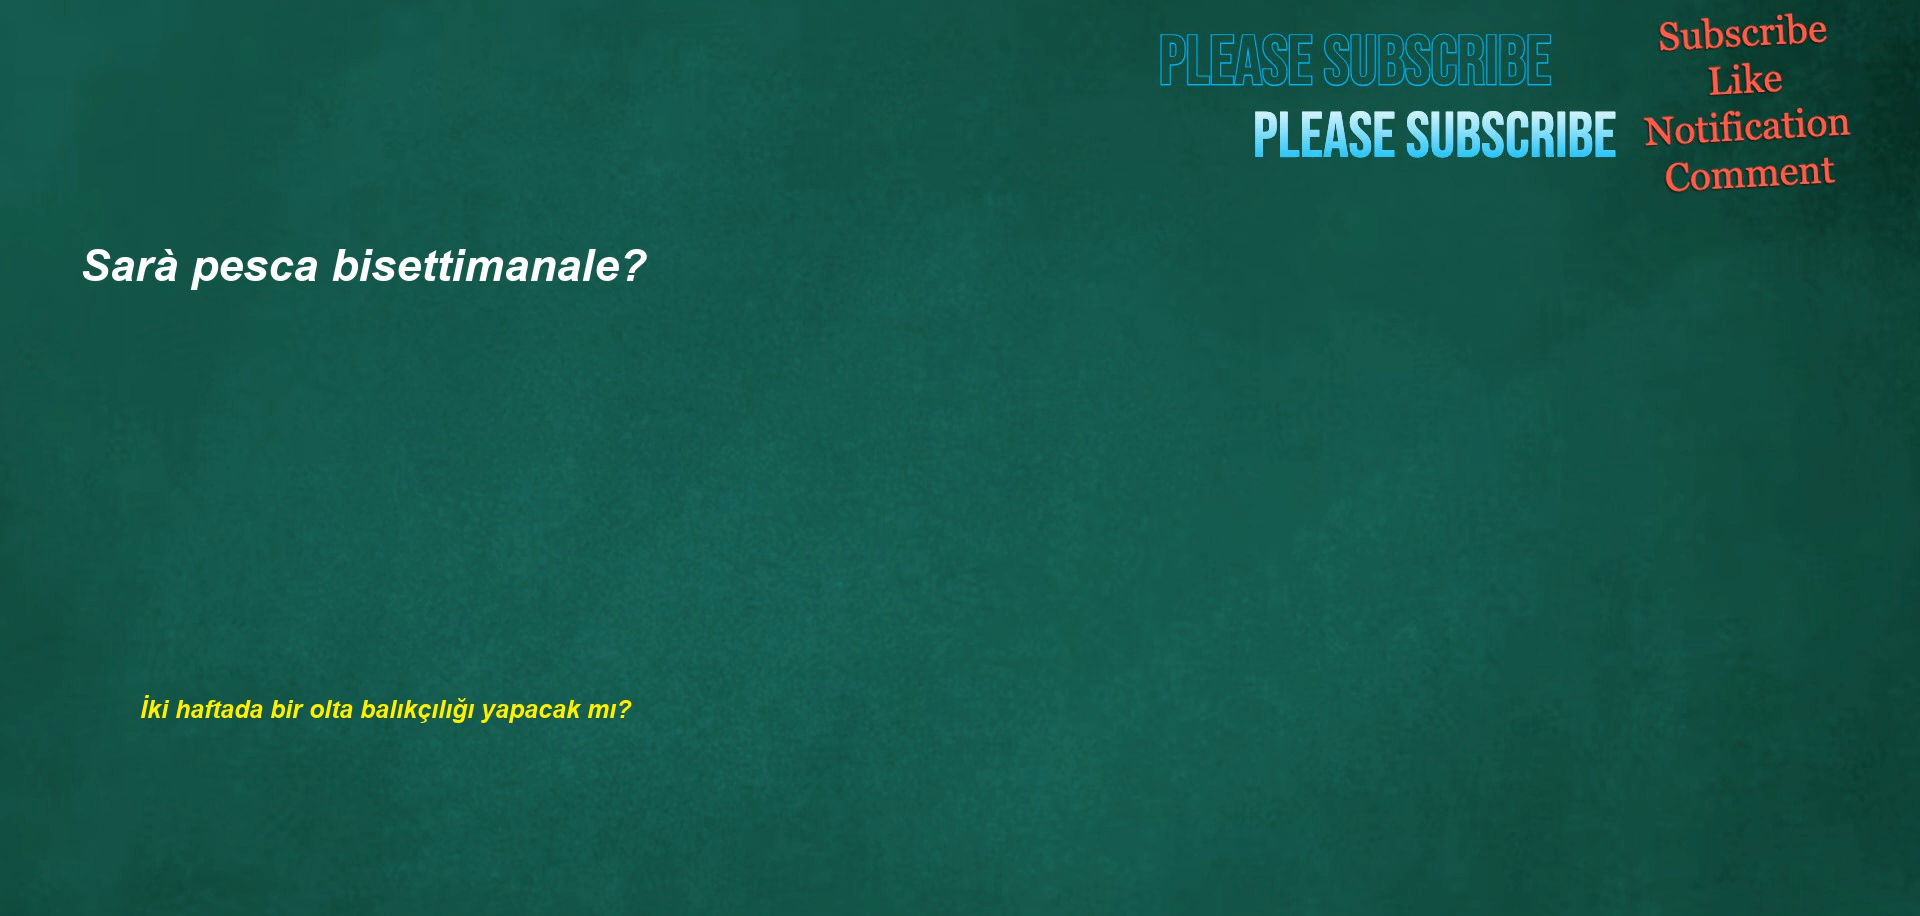 PLEASE SUBSCRIBE
PLEASE SUBSCRIBE
Subscribe
Like
Notification
Comment
Sarà pesca bisettimanale?
İki haftada bir olta balıkçılığı yapacak mı?